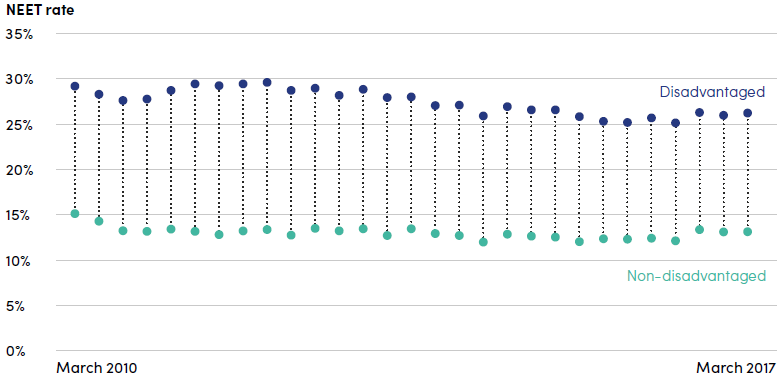 NEET rate
35%
30%
Disadvantaged
25%
20%
15%
10%
Non-disadvantaged
5%
0%
March 2010 March 2017